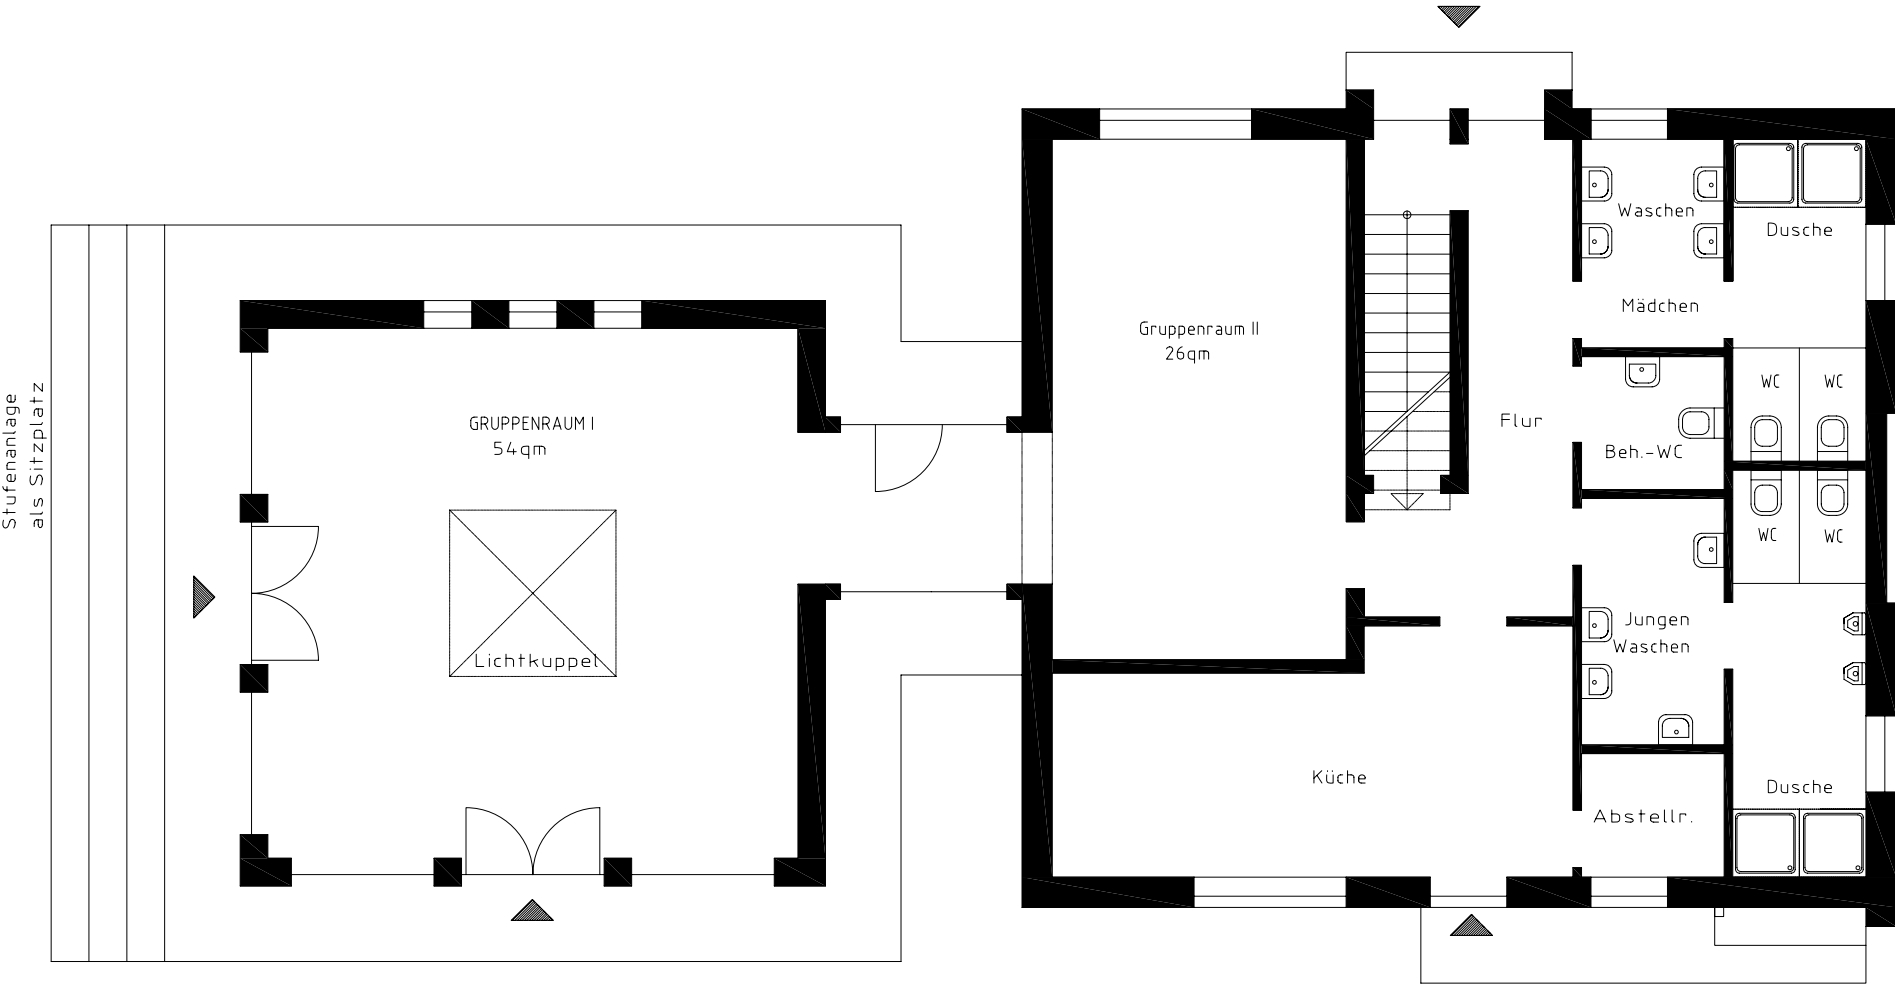 Stufenanlage
als Sitzplatz
GRUPPENRAUM I
54qm
Lichtkuppel
Gruppenraum II
26qm
Flur
Küche
Waschen
Mädchen
Dusche
Beh.-WC
WC
WC
WC
WC
Jungen
Waschen
Dusche
Abstellr.